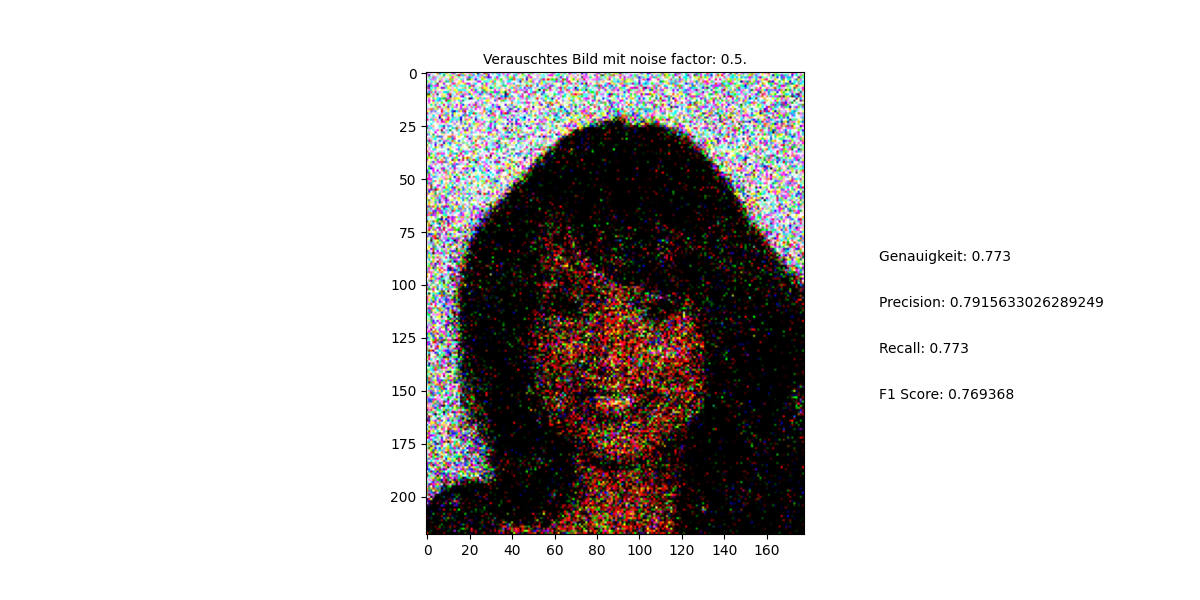 Verauschtes Bild mit noise factor: 0.5.
0
25
50
75
100
125
150
175
200
0 20 40 60 80 100 120 140 160
Genauigkeit: 0.773
Precision: 0.7915633026289249
Recall: 0.773
F1 Score: 0.769368